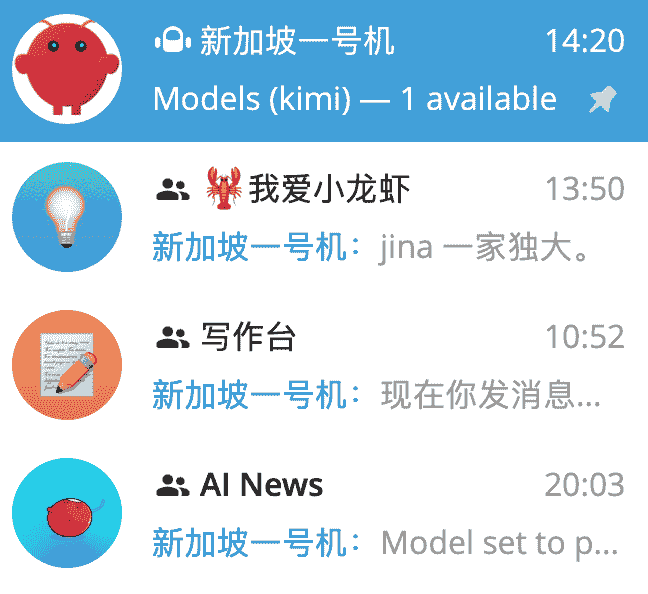 新加坡一号机 14:20
Models (kimi) — 1 available
🦞我爱小龙虾 13:50
新加坡一号机：jina 一家独大。
写作台 10:52
新加坡一号机：现在你发消息...
AI News 20:03
新加坡一号机：Model set to p...